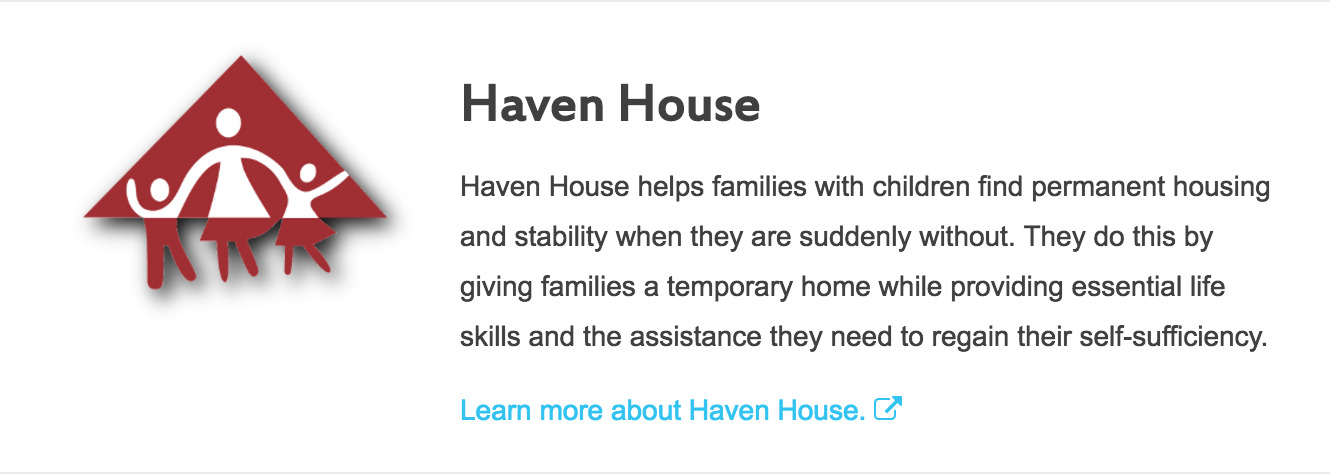 Haven House
Haven House helps families with children find permanent housing
and stability when they are suddenly without. They do this by
giving families a temporary home while providing essential life
skills and the assistance they need to regain their self-sufficiency.
Learn more about Haven House.